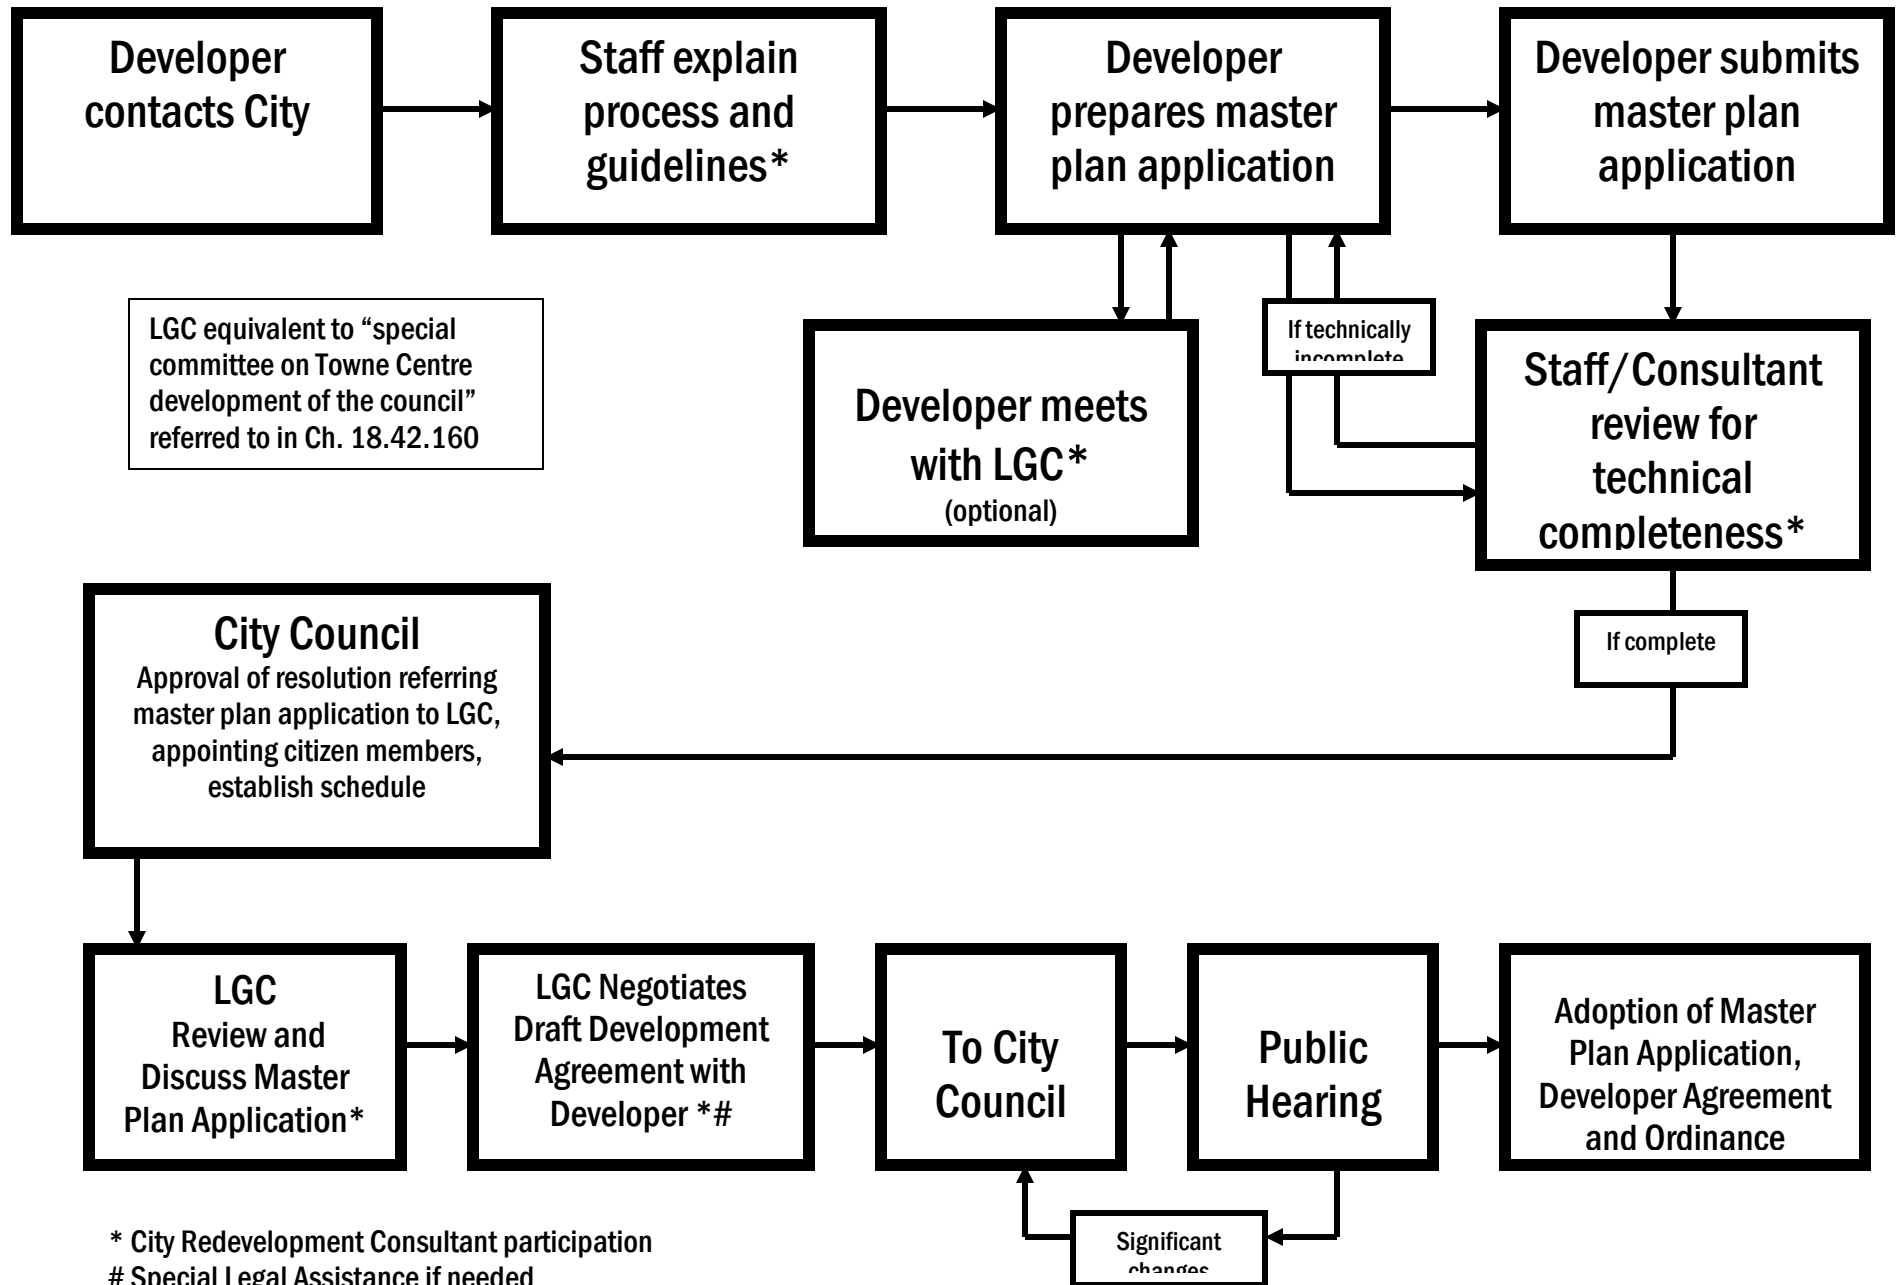 Developer
contacts City
Staff explain
process and
guidelines*
Developer
prepares master
plan application
Developer submits
master plan
application
LGC equivalent to “special
committee on Towne Centre
development of the council”
referred to in Ch. 18.42.160
Developer meets
with LGC*
(optional)
If technically
incomplete
Staff/Consultant
review for
technical
completeness*
If complete
City Council
Approval of resolution referring
master plan application to LGC,
appointing citizen members,
establish schedule
LGC
Review and
Discuss Master
Plan Application*
LGC Negotiates
Draft Development
Agreement with
Developer *#
To City
Council
Public
Hearing
Adoption of Master
Plan Application,
Developer Agreement
and Ordinance
Significant
changes
* City Redevelopment Consultant participation
# Special Legal Assistance if needed